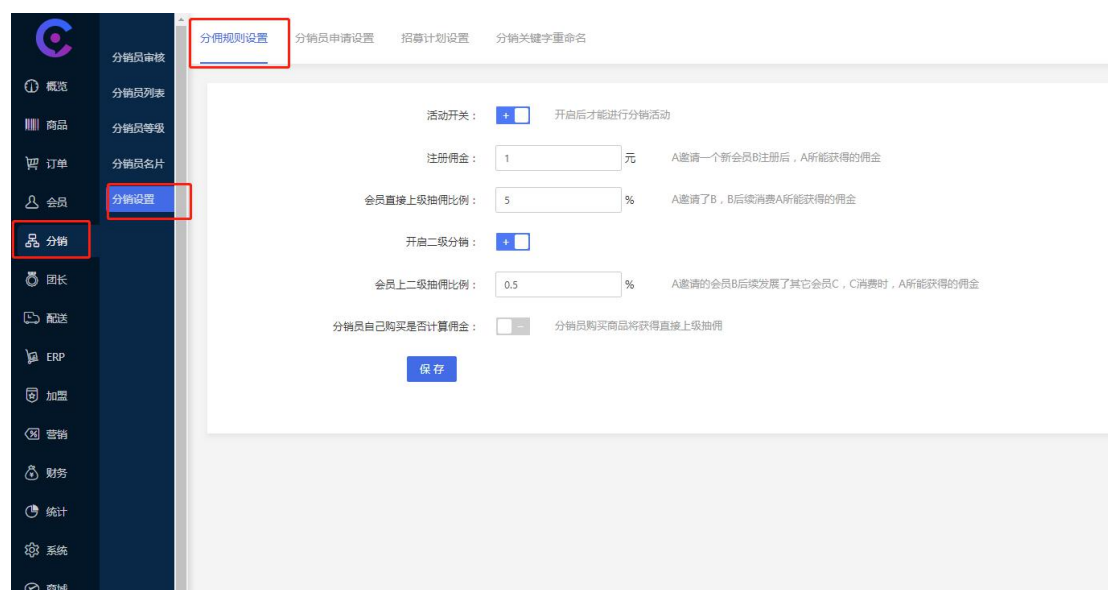 分佣规则设置
分销员申请设置
招募计划设置
分销关键字重命名
概览
商品
订单
会员
分销
团长
配送
ERP
加盟
营销
财务
统计
系统
商城
分销员审核
分销员列表
分销员等级
分销员名片
分销设置
活动开关： + 开启后才能进行分销活动
注册佣金： 1 元 A邀请一个新会员B注册后，A所能获得的佣金
会员直接上级抽佣比例： 5 % A邀请了B，B后续消费A所能获得的佣金
开启二级分销： +
会员上二级抽佣比例： 0.5 % A邀请的会员B后续发展了其它会员C，C消费时，A所能获得的佣金
分销员自己购买是否计算佣金： − 分销员购买商品将获得直接上级抽佣
保存